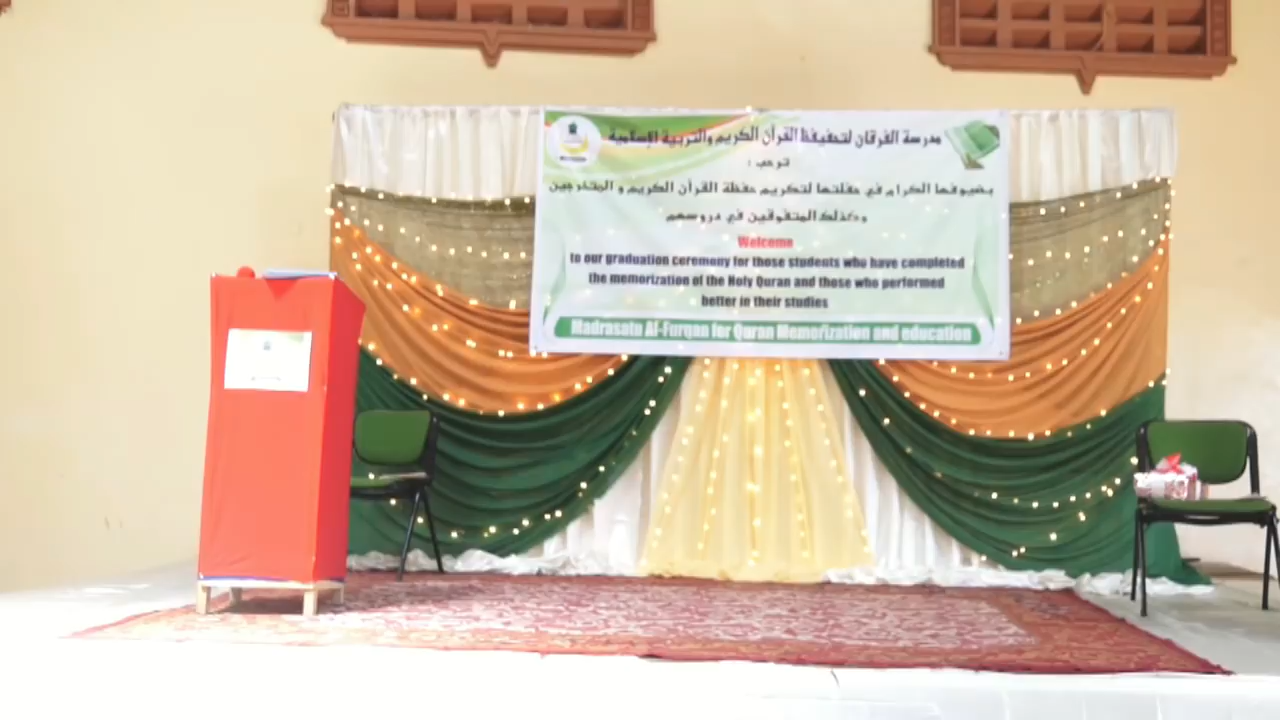 مدرسة الفرقان لتحفيفظ القرآن الكريم والتربية الإسلامية
ترحب :
بضيوفها الكرام في حفلتها لتكريم حفظة القرآن الكريم و المتخرجين
وكذلك المتفوقين في دروسهم
Welcome
to our graduation ceremony for those students who have completed
the memorization of the Holy Quran and those who performed
better in their studies
Madrasatu Al-Furqan for Quran Memorization and education